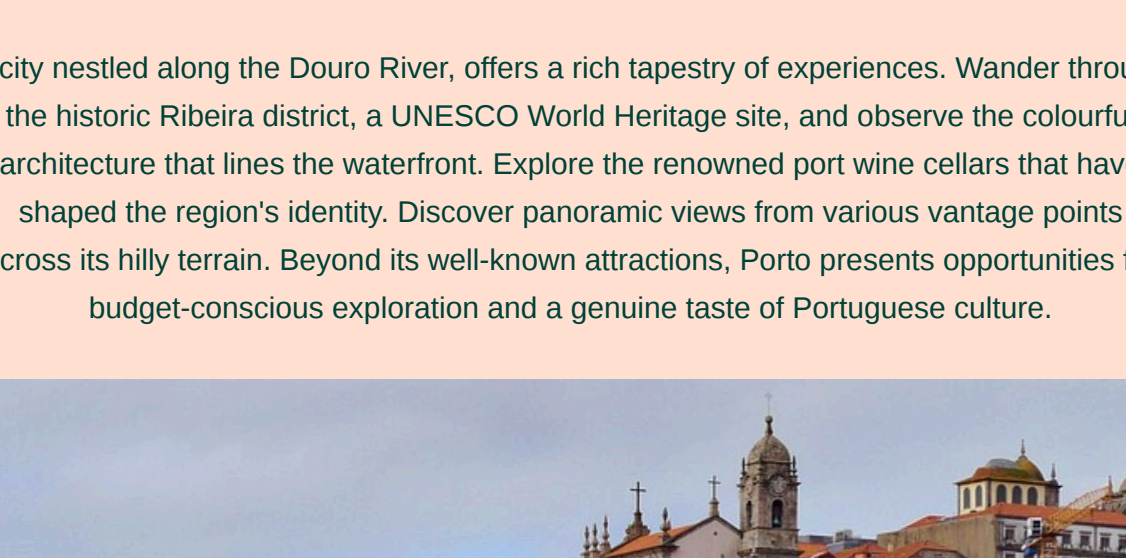 city nestled along the Douro River, offers a rich tapestry of experiences. Wander throu
the historic Ribeira district, a UNESCO World Heritage site, and observe the colourfu
architecture that lines the waterfront. Explore the renowned port wine cellars that hav
shaped the region's identity. Discover panoramic views from various vantage points
cross its hilly terrain. Beyond its well-known attractions, Porto presents opportunities f
budget-conscious exploration and a genuine taste of Portuguese culture.